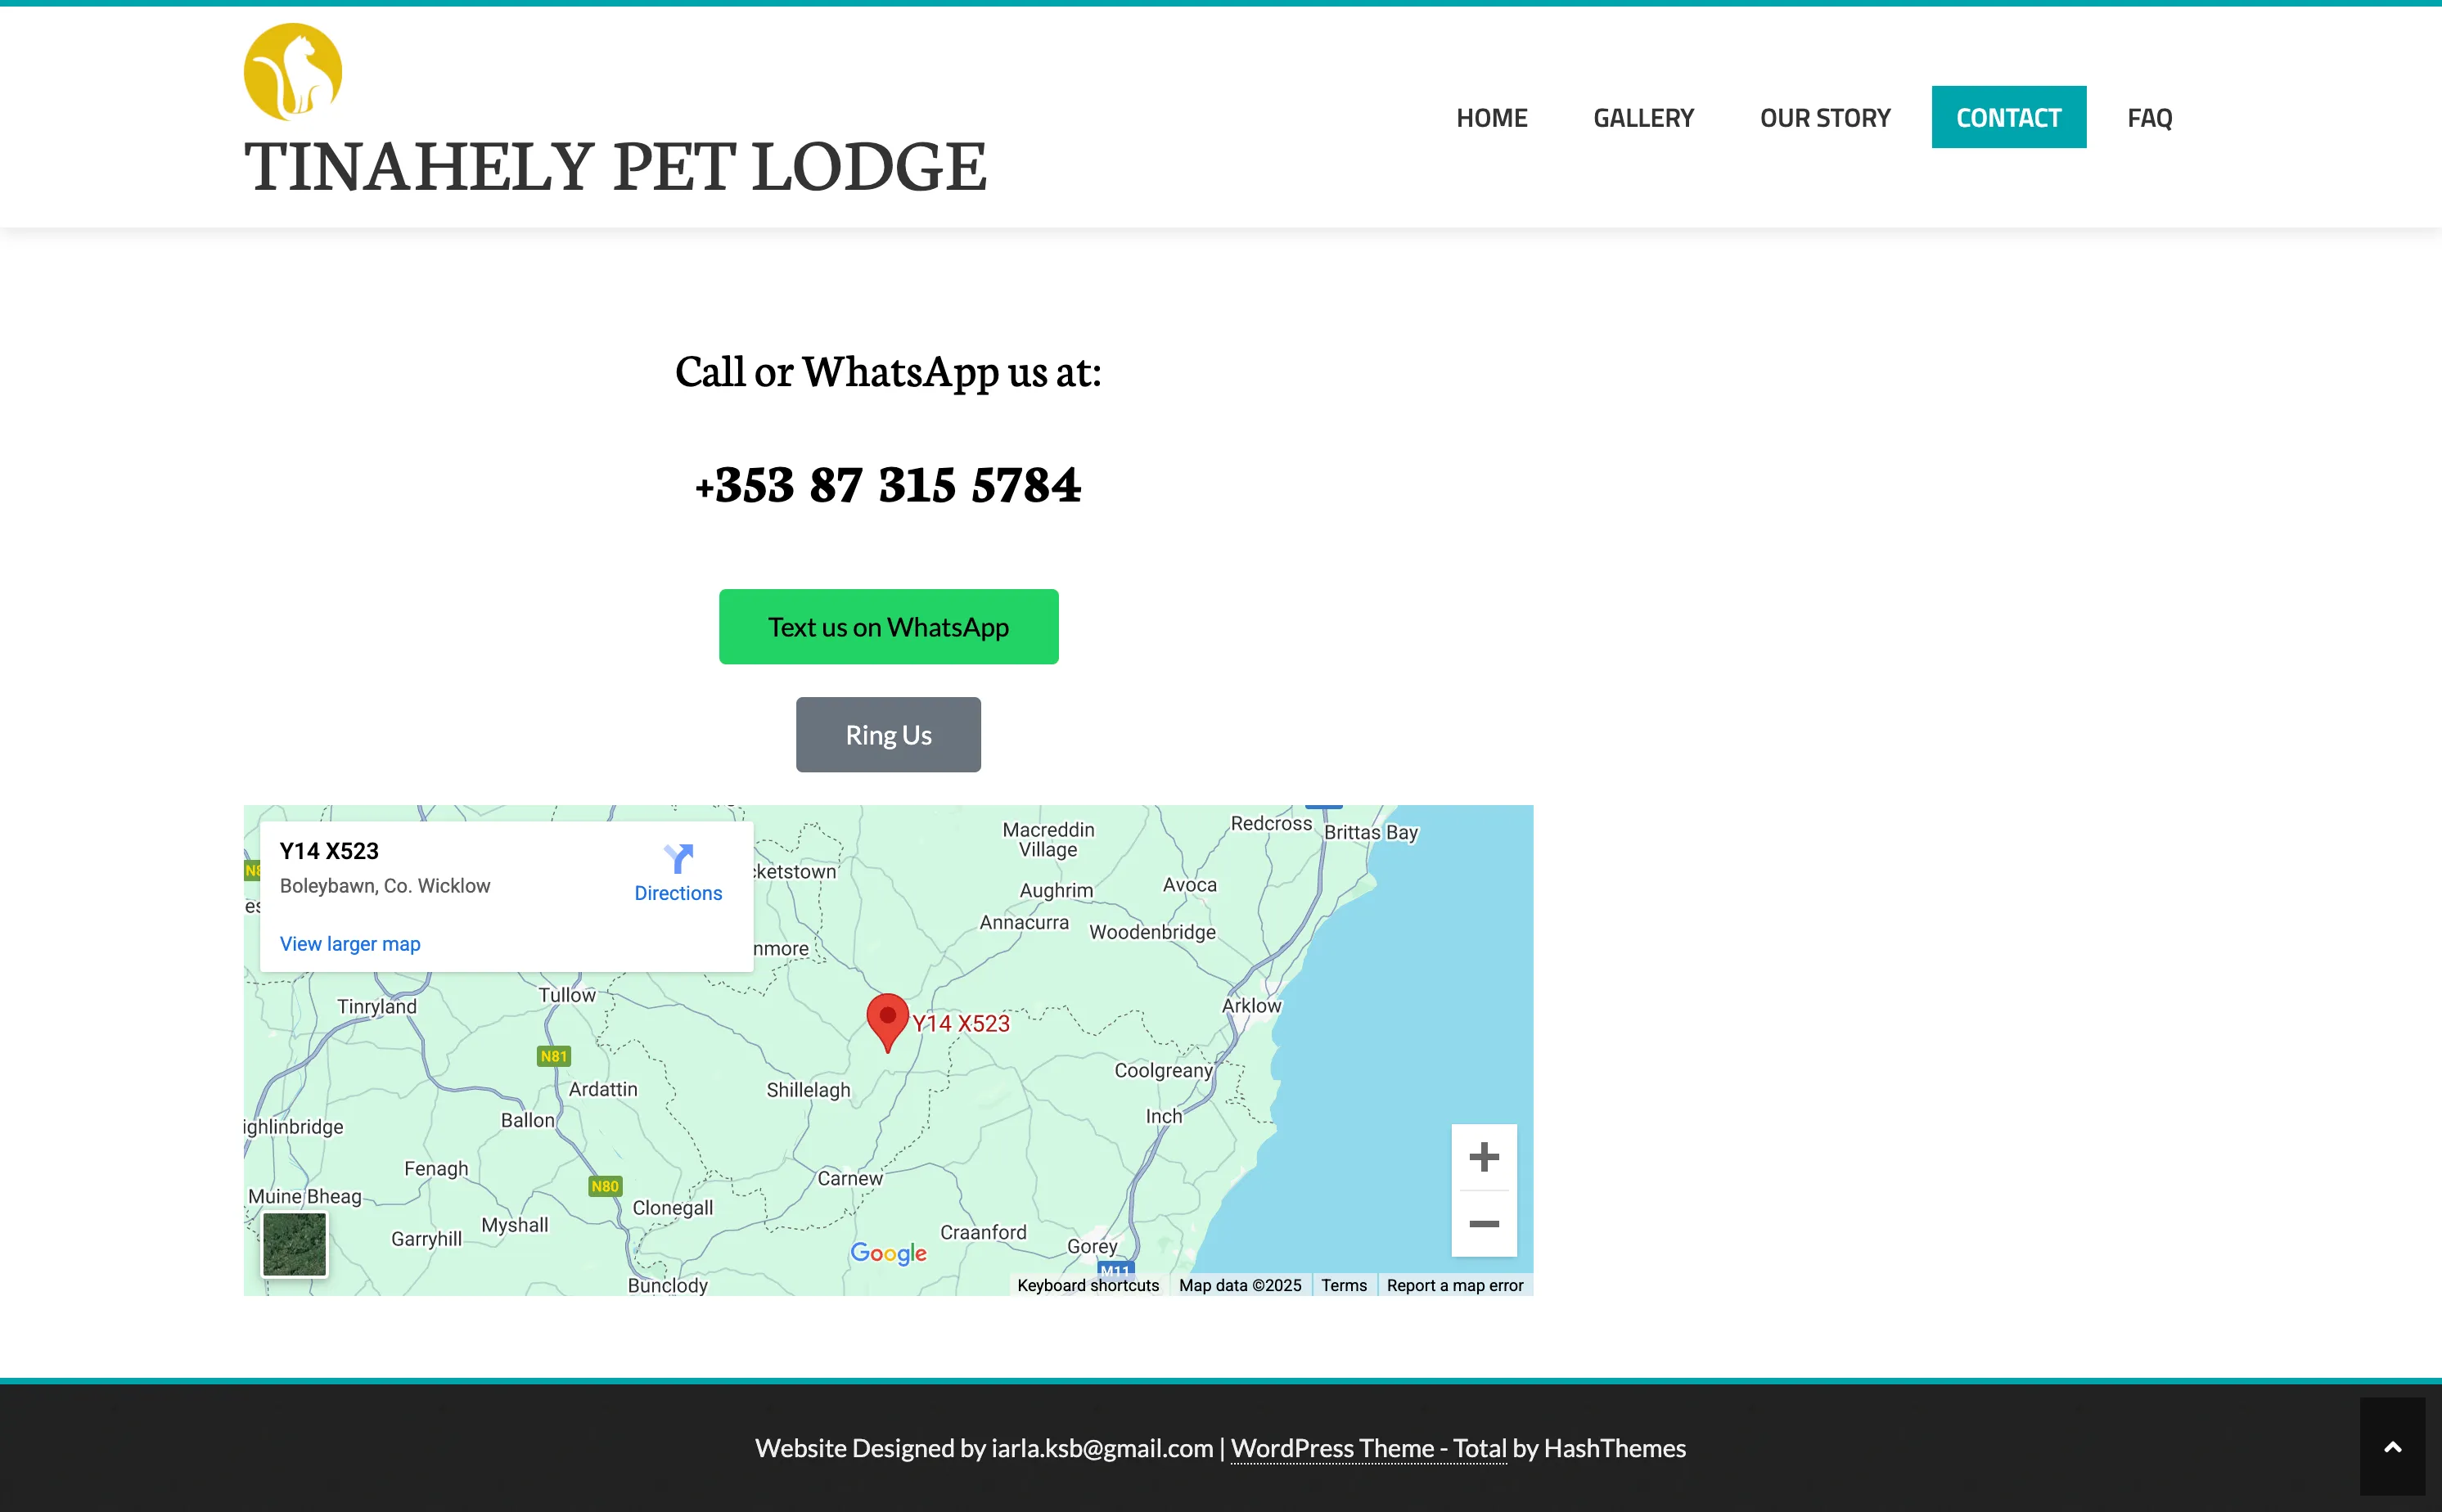 TINAHELY PET LODGE
HOME
GALLERY
OUR STORY
CONTACT
FAQ
Call or WhatsApp us at:
+353 87 315 5784
Text us on WhatsApp
Ring Us
Y14 X523
Boleybawn, Co. Wicklow
Directions
View larger map
Redcross
Brittas Bay
Macreddin
Village
cketstown
Aughrim
Avoca
Annacurra
Woodenbridge
nmore
Tinryland
Tullow
Arklow
Y14 X523
N81
Coolgreany
Ardattin
Shillelagh
Inch
Ballon
ighlinbridge
Fenagh
Carnew
N80
Muine Bheag
Clonegall
Myshall
Garryhill
Craanford
Gorey
Google
M11
Bunclody
Keyboard shortcuts
Map data ©2025
Terms
Report a map error
Website Designed by iarla.ksb@gmail.com | WordPress Theme - Total by HashThemes